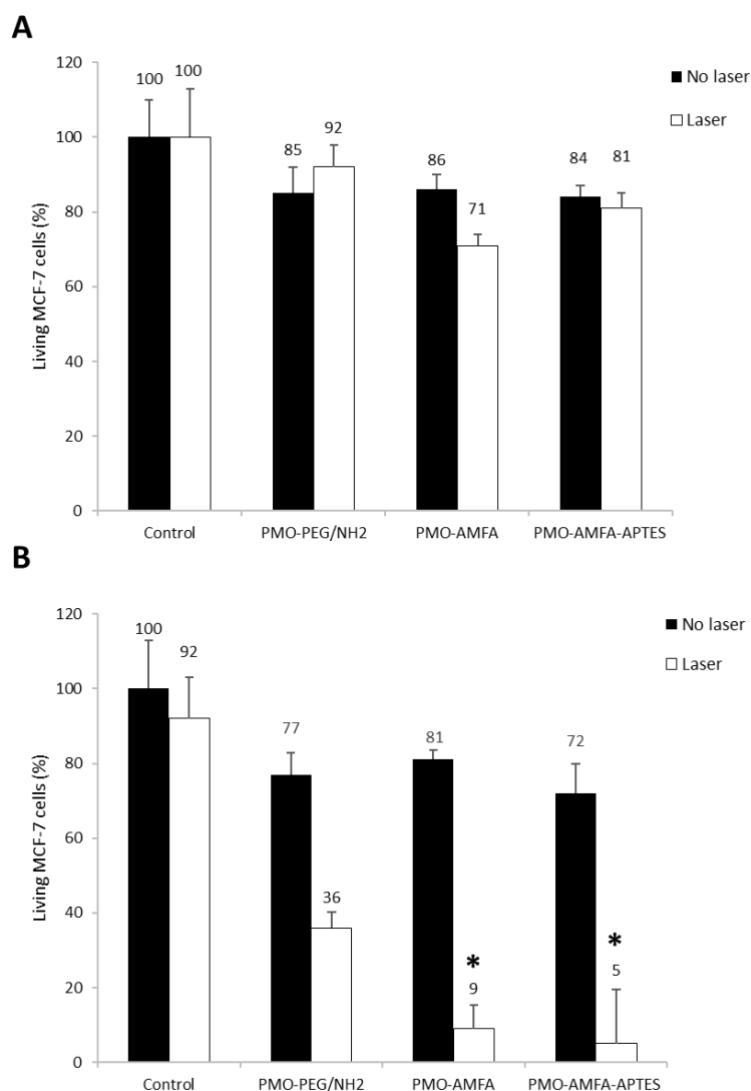 A
Living MCF-7 cells (%)
120
100
80
60
40
20
0
100 100
85 92
86 71
84 81
No laser
Laser
Control PMO-PEG/NH2 PMO-AMFA PMO-AMFA-APTES
B
Living MCF-7 cells (%)
120
100
80
60
40
20
0
100 92
77 36
81 * 9
72 * 5
No laser
Laser
Control PMO-PEG/NH2 PMO-AMFA PMO-AMFA-APTES